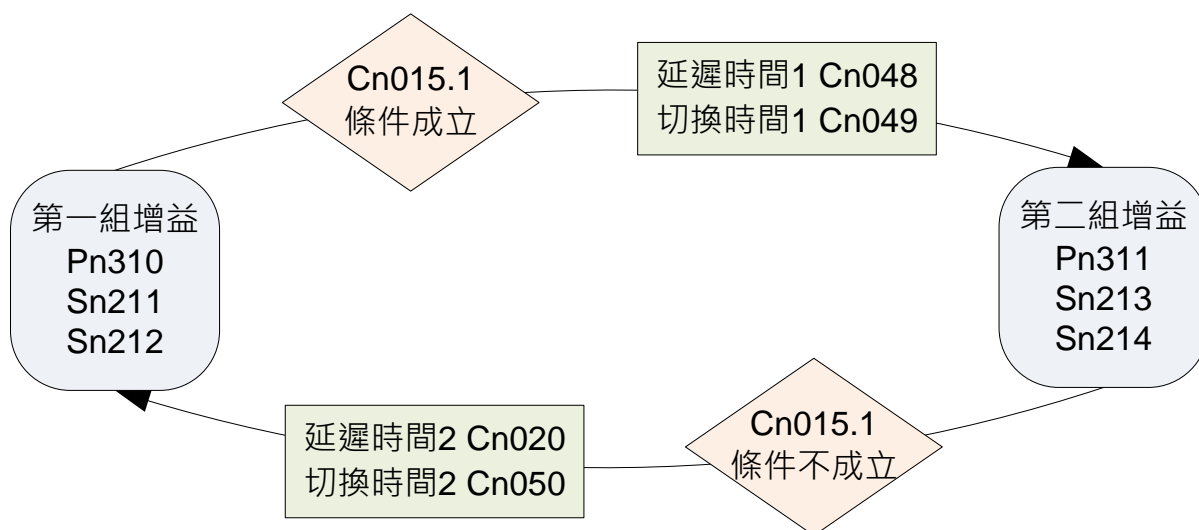 Cn015.1
條件成立
延遲時間1 Cn048
切換時間1 Cn049
第一組增益
Pn310
Sn211
Sn212
第二組增益
Pn311
Sn213
Sn214
延遲時間2 Cn020
切換時間2 Cn050
Cn015.1
條件不成立